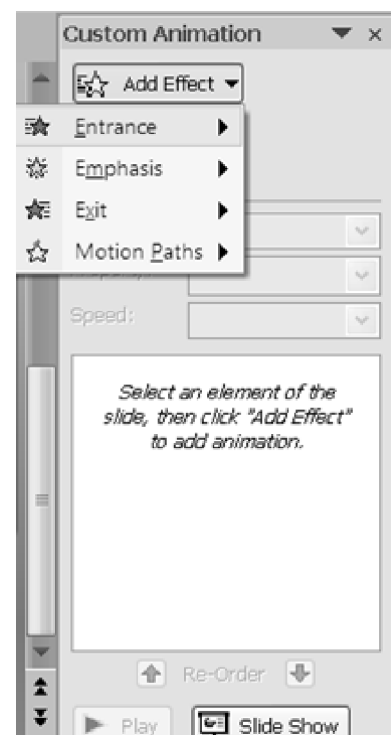 Custom Animation
Add Effect
Entrance
Emphasis
Exit
Motion Paths
Speed:
Select an element of the
slide, then click "Add Effect"
to add animation.
Re-Order
Play
Slide Show